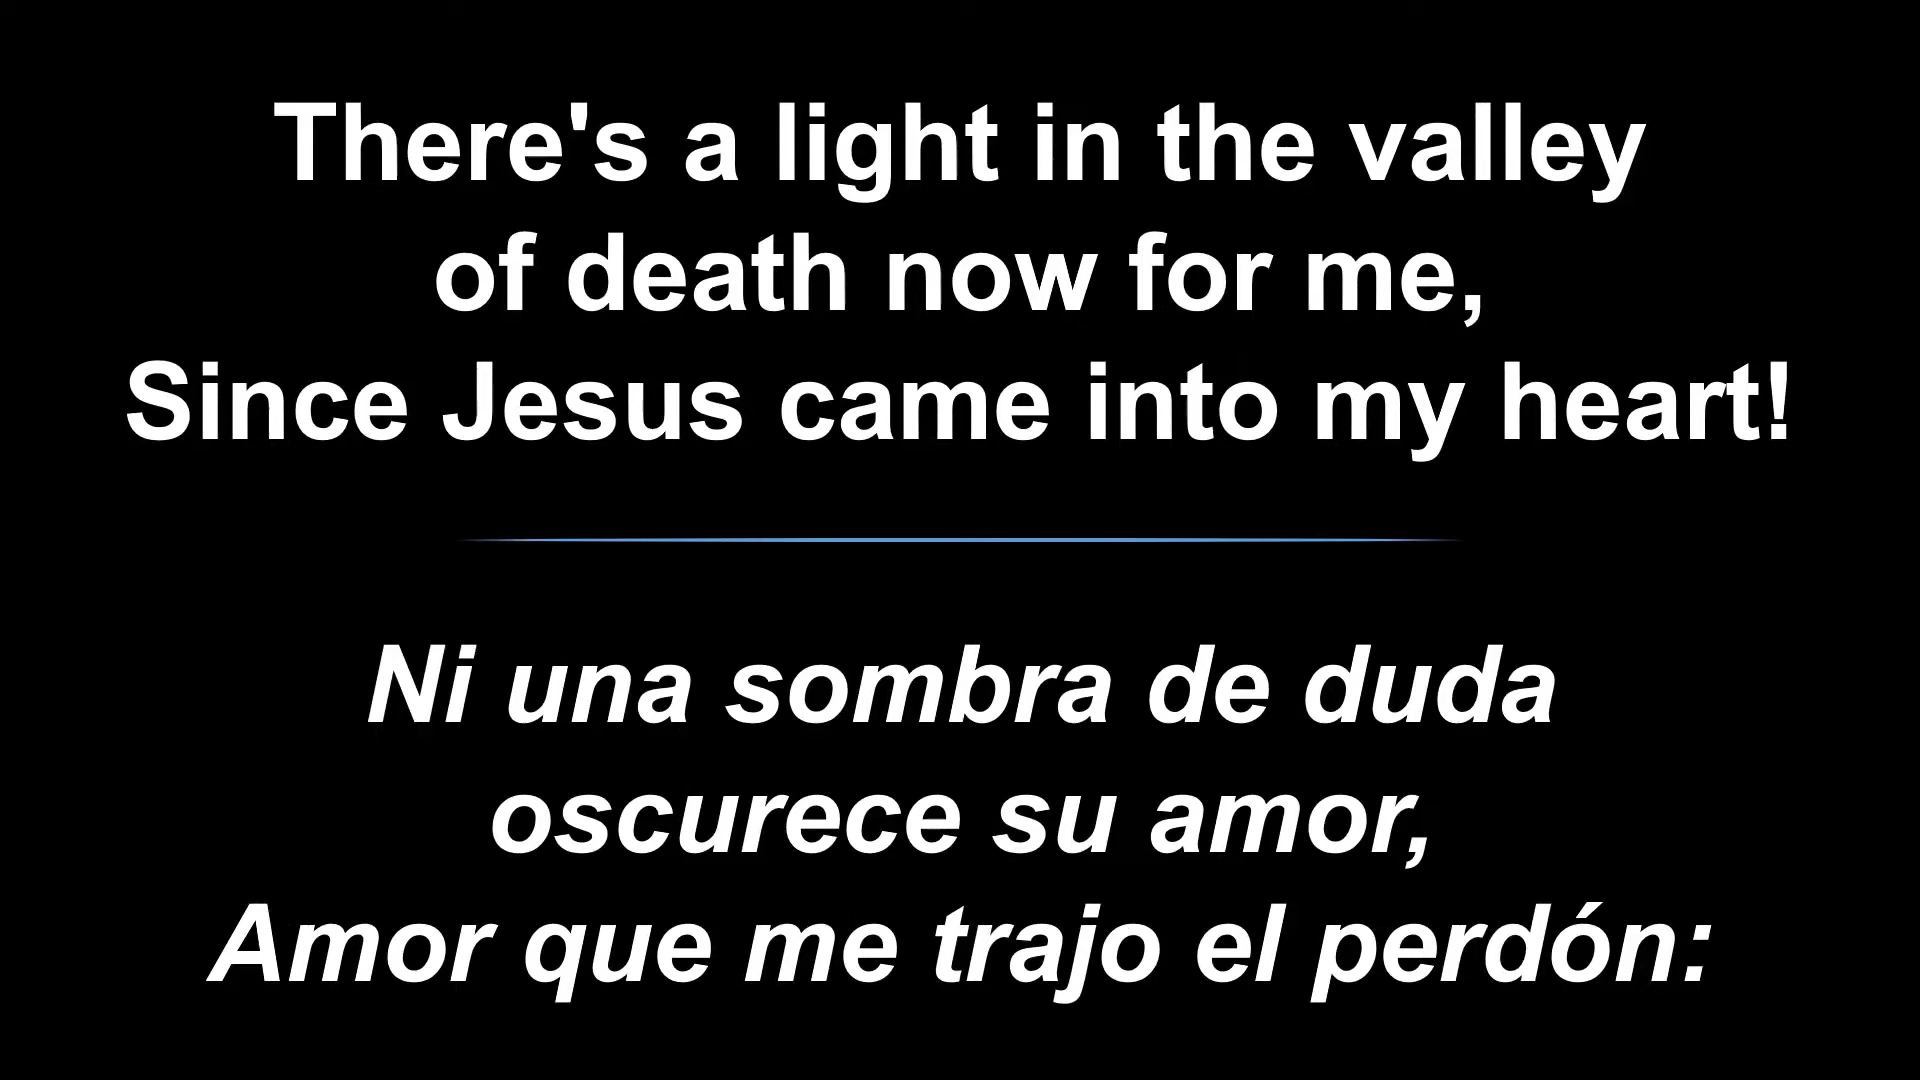 There's a light in the valley
of death now for me,
Since Jesus came into my heart!
Ni una sombra de duda
oscurece su amor,
Amor que me trajo el perdón: